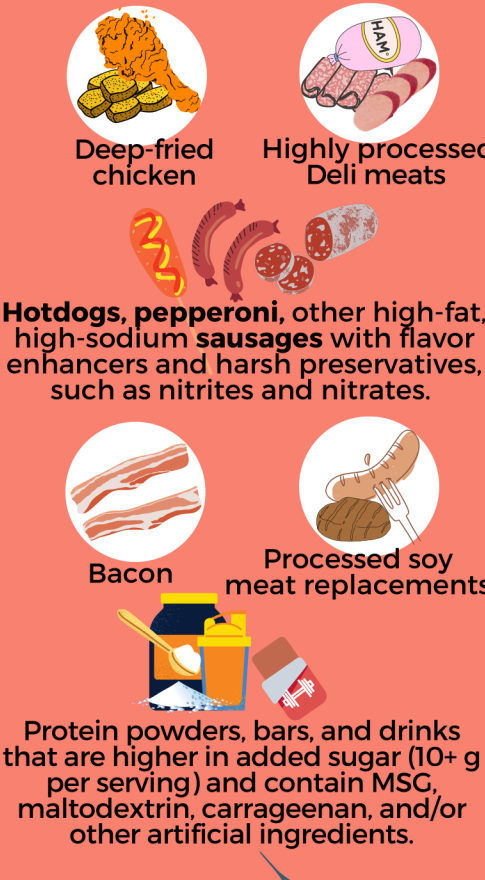 HAM
Deep-fried
chicken
Highly processed
Deli meats
Hotdogs, pepperoni, other high-fat,
high-sodium sausages with flavor
enhancers and harsh preservatives,
such as nitrites and nitrates.
Bacon
Processed soy
meat replacements
Protein powders, bars, and drinks
that are higher in added sugar (10+ g
per serving) and contain MSG,
maltodextrin, carrageenan, and/or
other artificial ingredients.